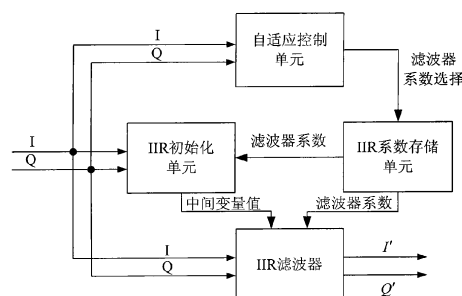 I
Q
自适应控制
单元
滤波器
系数选择
I
Q
IIR初始化
单元
滤波器系数
IIR系数存储
单元
中间变量值
滤波器系数
I
Q
IIR滤波器
I′
Q′